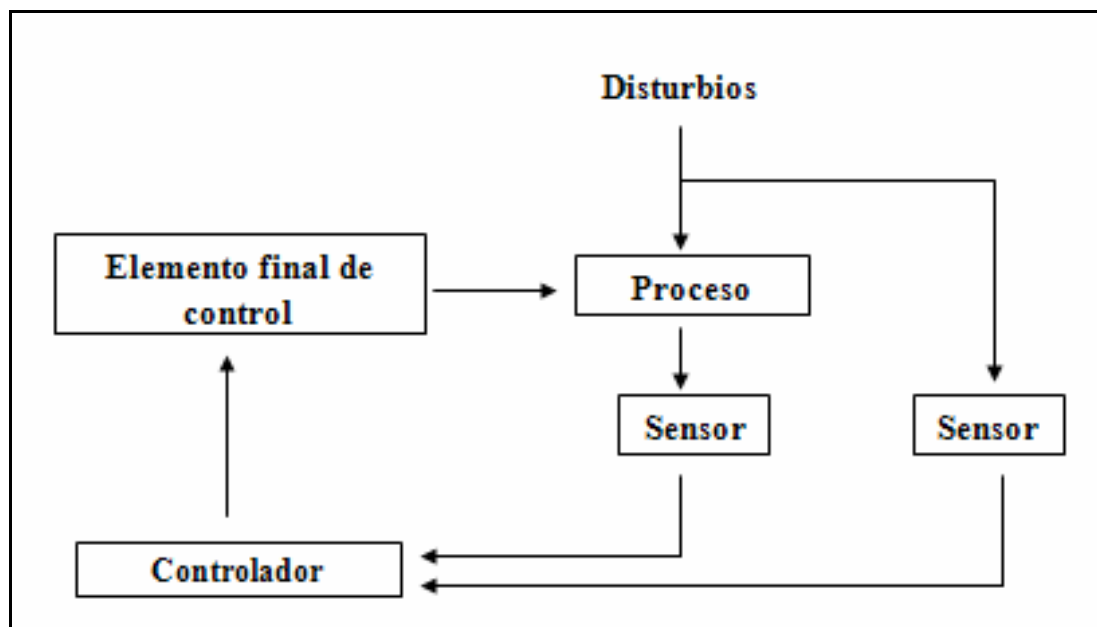 Disturbios
Elemento final de
control
Proceso
Sensor
Sensor
Controlador